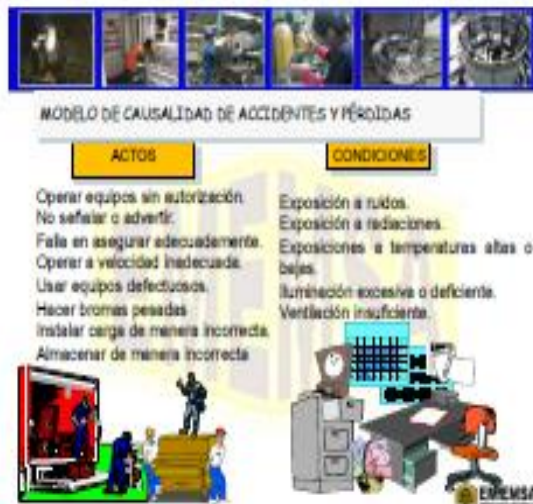 MODELO DE CAUSALIDAD DE ACCIDENTES Y PÉRDIDAS
ACTOS
Operar equipos sin autorización.
No señalar o advertir.
Falla en asegurar adecuadamente.
Operar a velocidad inadecuada.
Usar equipos defectuosos.
Hacer bromas pesadas
Instalar carga de manera incorrecta.
Almacenar de manera incorrecta
CONDICIONES
Exposición a ruidos.
Exposición a radiaciones.
Exposiciones a temperaturas altas o
bajas.
Iluminación excesiva o deficiente.
Ventilación insuficiente.
EMEMSA